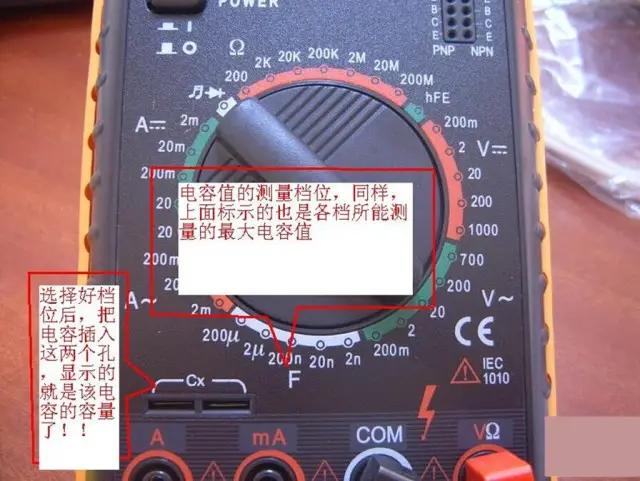 POWER
B
C
E
B
C
E
E
PNP NPN
Ω
200
2K
20K
200K
2M
20M
200M
hFE
A
2m
20m
200m
V
200m
2
20
200
1000
700
200
V~
20
2
200m
A~
200m
20m
2m
200μ
2μ
200n
20n
2n
F
电容值的测量档位，同样，
上面标示的也是各档所能测
量的最大电容值
选择好档
位后，把
电容插入
这两个孔
，显示的
就是该电
容的容量
了！！
Cx
CE
IEC
1010
A
mA
COM
VΩ